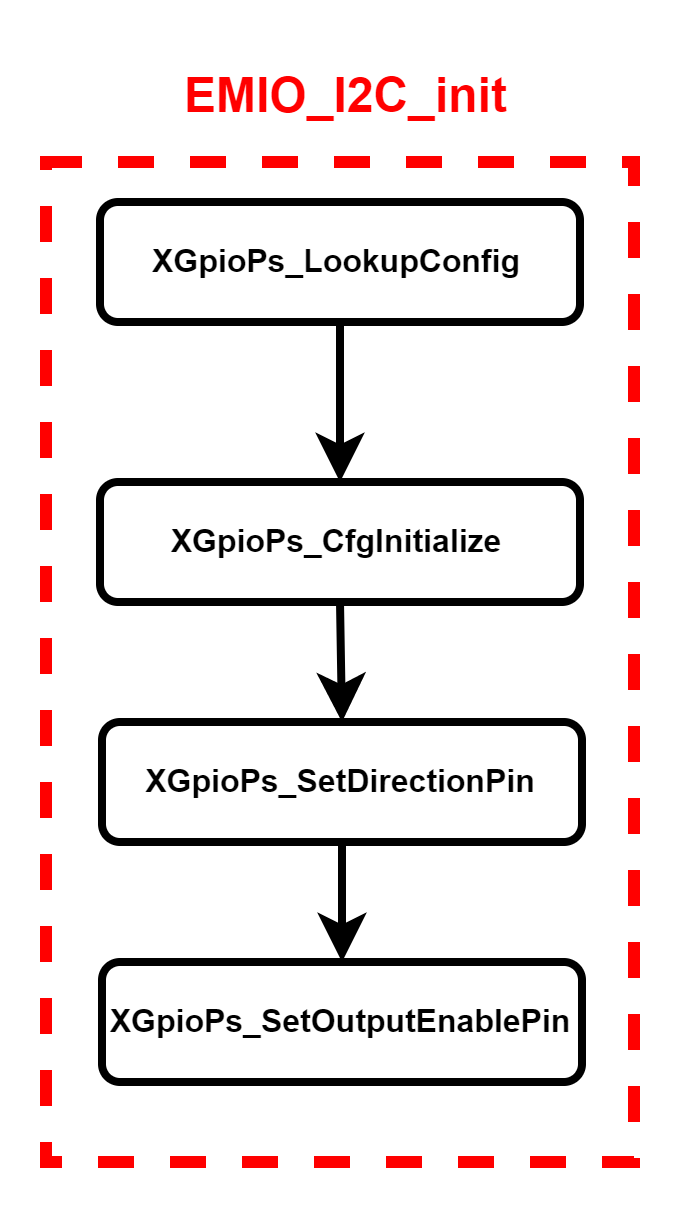 EMIO_I2C_init
XGpioPs_LookupConfig
XGpioPs_CfgInitialize
XGpioPs_SetDirectionPin
XGpioPs_SetOutputEnablePin